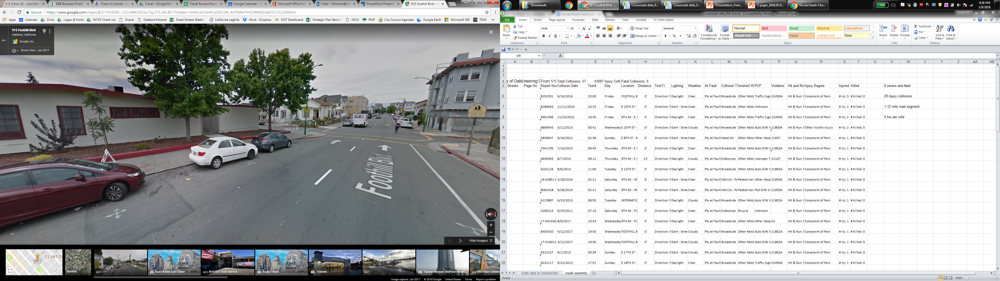 Inbox (6) - nico.h.fer
BBB Business Profile
Check A License - Li
Travel - Google Drive
Travel Reward Numb
Google Calendar - W
Microsoft Office Ho
Mail - NFerrara@oa
PowerPoint Presenta
915 Foothill Blvd - G
Nico
Secure
https://www.google.com/maps/@37.7939395,-122.2484359,3a,75y,275.16h,80.77t/data=!3m6!1e1!3m4!1sSRZi1W_4UYRWx7hYQT8IMQ!2e0!7i13312!8i6656
Apps Calendar Drive Logos & Fonts NF/SF Check-ins Oracle Oakland Intranet Great Streets Weekly California LegInfo Work - Dropbox DOT Dashboard Strategic Plan Bench MOU PMP City Council Agendas Google Earth Microsoft 365 TIMS
915 Foothill Blvd
Oakland, California
Google, Inc.
Street View - Jun 2017
FedEx
Foothill Blvd
Hide imagery
CLINTO
Satellite
Fast Mobile Auto Glass
IN N OUT Auto Service
Angkor thom
7-Eleven
Tijuana Mexican Seafood Restau...
Tea Oasis Oakland
Image capture: Jun 2017 © 2018 Google United States Terms Report a problem
Downloads
915 Foothill Blvd -...
Crossroads data_9...
Crossroads data_E...
Presentation_Fran...
3-pager_2018.01.0...
Nicole/Sarah Che...
76%
9:38 PM
1/8/2018
Crossroads data_9th Ave.xls [Compatibility Mode] - Microsoft Excel
File Home Insert Page Layout Formulas Data Review View Acrobat XY Chart Labels
Paste Cut Copy Format Painter Clipboard
Arial 10 Font
Wrap Text Merge & Center Alignment
General Number
Conditional Formatting Format as Table
Normal Bad Good Neutral Calculation
Check Cell Explanatory ... Input Linked Cell Note
Styles
Insert Delete Format Cells
AutoSum Fill Clear Sort & Filter Find & Select Editing
V9 fx
A B C D E F G H I J K L M N O P Q R S T U V W X Y Z AA AB
1
2
3
4 y of Oakl neering D From 1/1 Total Collisions: 57 43097 Injury Colli Fatal Collisions: 0
5 Streets Page No Report Nu Collision Date Text4 Day Location Distance Text11 Lighting Weather At Fault Collision T Involved W PCF Violation Hit and Ru Injury Degree Injured Killed 0 severe and fatal
6 8191551 9/16/2016 20:00 Friday FOOTHILL B 0' Direction: N Daylight Clear Pty at Fault Broadside Other Moto Traffic Sign 22450A Hit & Run: Complaint of Pain # Inj: 3 # Killed: 0 29 injury collisions
7 8280663 11/11/2016 23:25 Friday E 15TH ST - 0' Direction: N Dark - Stree Clear Pty at Fault Broadside Other Moto Unknown Hit & Run: Complaint of Pain # Inj: 2 # Killed: 0 1.12 mile road segment
8 5901396 11/23/2012 16:35 Friday 9TH AV - E 1 0' Direction: N Daylight Clear Pty at Fault Broadside Other Moto Traffic Sign 22450A Hit & Run: Complaint of Pain # Inj: 2 # Killed: 0 0 ksi per mile
9 6869543 3/11/2015 00:41 Wednesday E 20TH ST - 0' Direction: N Dark - Stree Cloudy Pty at Fault Broadside Other Moto Auto R/W V 21800A Hit & Run: Other Visible Injury # Inj: 2 # Killed: 0
10 5836947 9/16/2012 02:36 Sunday E 8TH ST - 9 0' Direction: N Dark - Stree Clear Pty at Fault Head-On Other Moto Other Haza 21657 Hit & Run: Complaint of Pain # Inj: 1 # Killed: 0
11 7041795 7/16/2015 06:45 Thursday 9TH AV - E 1 0' Direction: N Daylight Clear Pty at Fault Broadside Other Moto Auto R/W V 21802A Hit & Run: Complaint of Pain # Inj: 1 # Killed: 0
12 6659365 8/7/2014 09:12 Thursday 9TH AV - E 1 15' Direction: N Daylight Cloudy Pty at Fault Sideswipe Other Moto Improper T 22107 Hit & Run: Complaint of Pain # Inj: 1 # Killed: 0
13 6202126 8/6/2013 11:00 Tuesday E 12TH ST - 0' Direction: N Daylight Clear Pty at Fault Broadside Other Moto Auto R/W V 21802A Hit & Run: Complaint of Pain # Inj: 1 # Killed: 0
14 16-028511 5/28/2016 02:21 Saturday 9TH AV - IN 0' Direction: N Dark - Stree Clear Pty at Fault Vehicle - Pe Pedestrian Other Haza 21950A Hit & Run: Complaint of Pain # Inj: 1 # Killed: 0
15 8062428 5/28/2016 02:21 Saturday 9TH AV - IN 0' Direction: N Dark - Stree Clear Pty at Fault Vehicle - Pe Pedestrian Ped R/W Vi 21950A Hit & Run: Complaint of Pain # Inj: 1 # Killed: 0
16 6123887 6/25/2013 08:50 Tuesday INTERNATIO 0' Direction: N Daylight Cloudy Pty at Fault Broadside Other Moto Auto R/W V 21802A Hit & Run: Complaint of Pain # Inj: 1 # Killed: 0
17 5290215 6/25/2011 07:15 Saturday 9TH AV - FO 0' Direction: N Daylight Clear Pty at Fault Sideswipe Bicycle Unknown Hit & Run: Complaint of Pain # Inj: 1 # Killed: 0
18 17-041556 8/9/2017 10:34 Wednesday 9TH AV - FO 0' Direction: N Daylight Clear Pty at Fault Broadside Other Moto Other Haza D1 Hit & Run: Complaint of Pain # Inj: 1 # Killed: 0
19 8403420 4/12/2017 19:50 Wednesday FOOTHILL B 0' Direction: N Dark - Stree Cloudy Pty at Fault Broadside Other Moto Auto R/W V 21802A Hit & Run: Complaint of Pain # Inj: 1 # Killed: 0
20 17-019011 4/12/2017 19:50 Wednesday FOOTHILL B 0' Direction: N Dark - Stree Cloudy Pty at Fault Broadside Other Moto Auto R/W V 21802A Hit & Run: Complaint of Pain # Inj: 1 # Killed: 0
21 6313157 9/1/2013 00:39 Sunday E 17TH ST - 0' Direction: N Dark - Stree Clear Pty at Fault Broadside Other Moto Auto R/W V 21802A Hit & Run: Complaint of Pain # Inj: 1 # Killed: 0
22 6242117 9/22/2013 17:51 Sunday E 18TH ST - 0' Direction: N Daylight Clear Pty at Fault Broadside Other Moto Traffic Sign 22450A Hit & Run: Complaint of Pain # Inj: 1 # Killed: 0
Crash data by intersection crash severity
Ready 100%